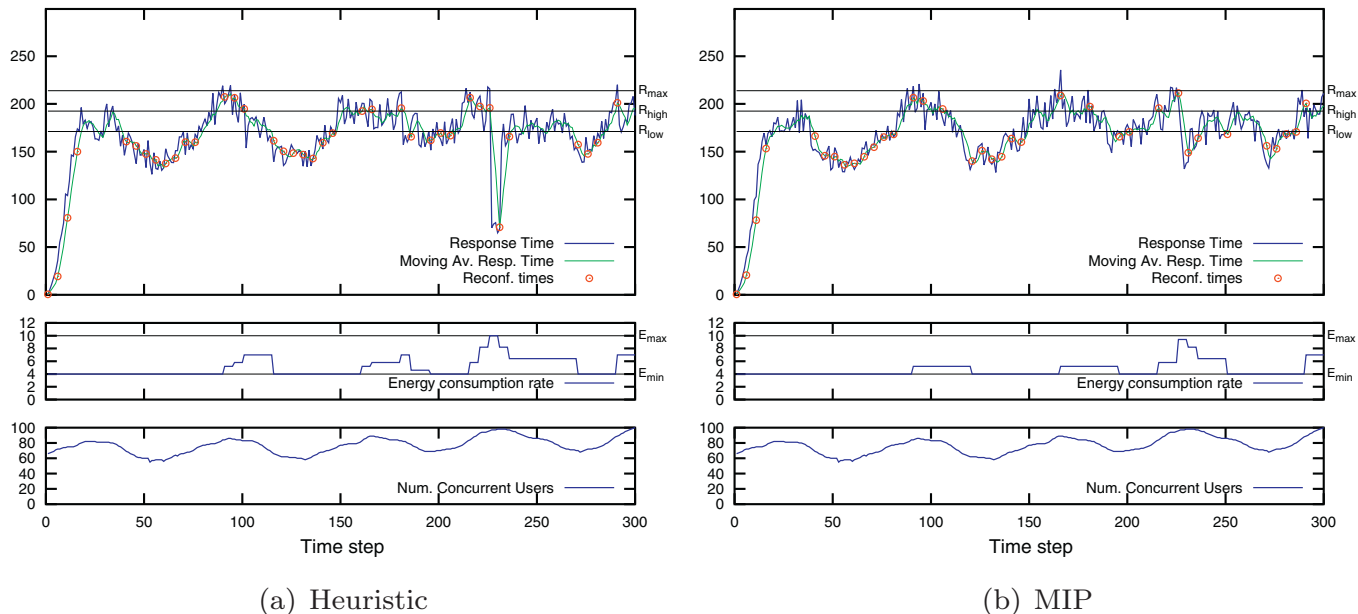 300
250
200
150
100
50
0
R_max
R_high
R_low
Response Time
Moving Av. Resp. Time
Reconf. times
12
10
8
6
4
2
0
E_max
E_min
Energy consumption rate
100
80
60
40
20
0
Num. Concurrent Users
0 50 100 150 200 250 300
Time step
(a) Heuristic
300
250
200
150
100
50
0
R_max
R_high
R_low
Response Time
Moving Av. Resp. Time
Reconf. times
12
10
8
6
4
2
0
E_max
E_min
Energy consumption rate
100
80
60
40
20
0
Num. Concurrent Users
0 50 100 150 200 250 300
Time step
(b) MIP